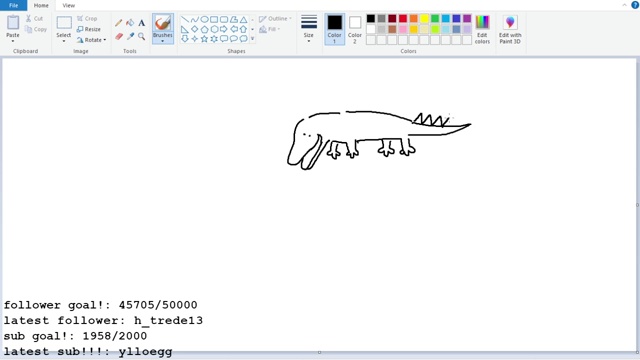 File
Home
View
Paste
Cut
Copy
Clipboard
Select
Crop
Resize
Rotate
Image
Tools
Brushes
Shapes
Outline
Fill
Size
Color 1
Color 2
Colors
Edit colors
Edit with Paint 3D
follower goal!: 45705/50000
latest follower: h_trede13
sub goal!: 1958/2000
latest sub!!!: ylloegg